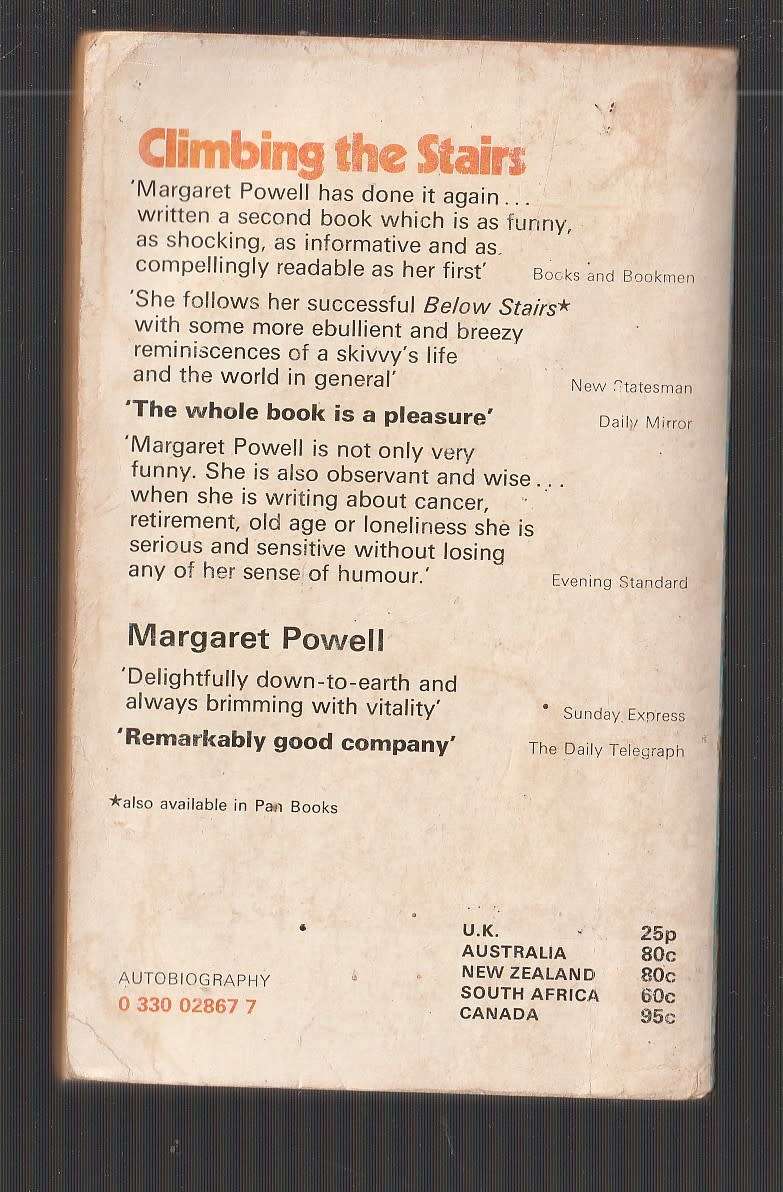 Climbing the Stairs
'Margaret Powell has done it again...
written a second book which is as funny,
as shocking, as informative and as
compellingly readable as her first'
Books and Bookmen
'She follows her successful Below Stairs★
with some more ebullient and breezy
reminiscences of a skivvy's life
and the world in general'
New Statesman
'The whole book is a pleasure'
Daily Mirror
'Margaret Powell is not only very
funny. She is also observant and wise...
when she is writing about cancer,
retirement, old age or loneliness she is
serious and sensitive without losing
any of her sense of humour.'
Evening Standard
Margaret Powell
'Delightfully down-to-earth and
always brimming with vitality'
Sunday Express
'Remarkably good company'
The Daily Telegraph
★also available in Pan Books
U.K. 25p
AUSTRALIA 80c
NEW ZEALAND 80c
SOUTH AFRICA 60c
CANADA 95c
AUTOBIOGRAPHY
0 330 02867 7